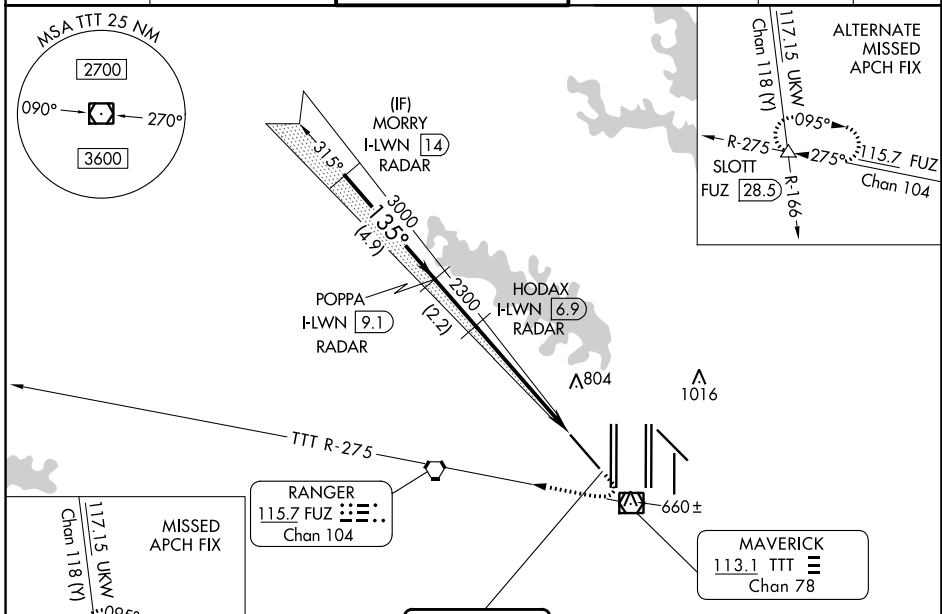 MSA TTT 25 NM
2700
090°
270°
3600
(IF)
MORRY
I-LWN 14
RADAR
315°
3000
135°
(4.9)
POPPA
I-LWN 9.1
RADAR
2300
(2.2)
HODAX
I-LWN 6.9
RADAR
804
1016
ALTERNATE
MISSED
APCH FIX
117.15 UKW
Chan 118 (Y)
095°
R-275
275°
115.7 FUZ
Chan 104
SLOTT
FUZ 28.5
R-166
TTT R-275
RANGER
115.7 FUZ
Chan 104
660 ±
MAVERICK
113.1 TTT
Chan 78
117.15 UKW
Chan 118 (Y)
MISSED
APCH FIX
095°